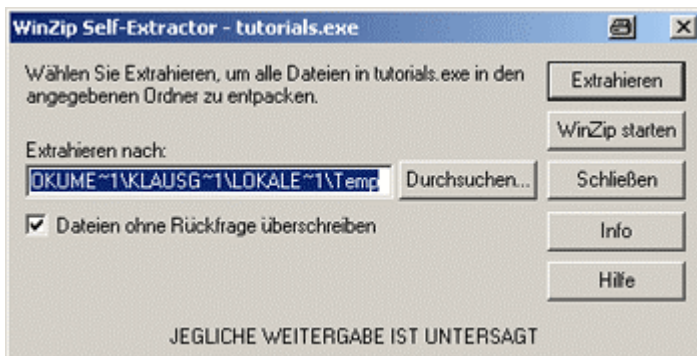 WinZip Self-Extractor - tutorials.exe
Wählen Sie Extrahieren, um alle Dateien in tutorials.exe in den
angegebenen Ordner zu entpacken.
Extrahieren
WinZip starten
Extrahieren nach:
OKUME~1\KLAUSG~1\LOKALE~1\Temp
Durchsuchen...
Schließen
Dateien ohne Rückfrage überschreiben
Info
Hilfe
JEGLICHE WEITERGABE IST UNTERSAGT